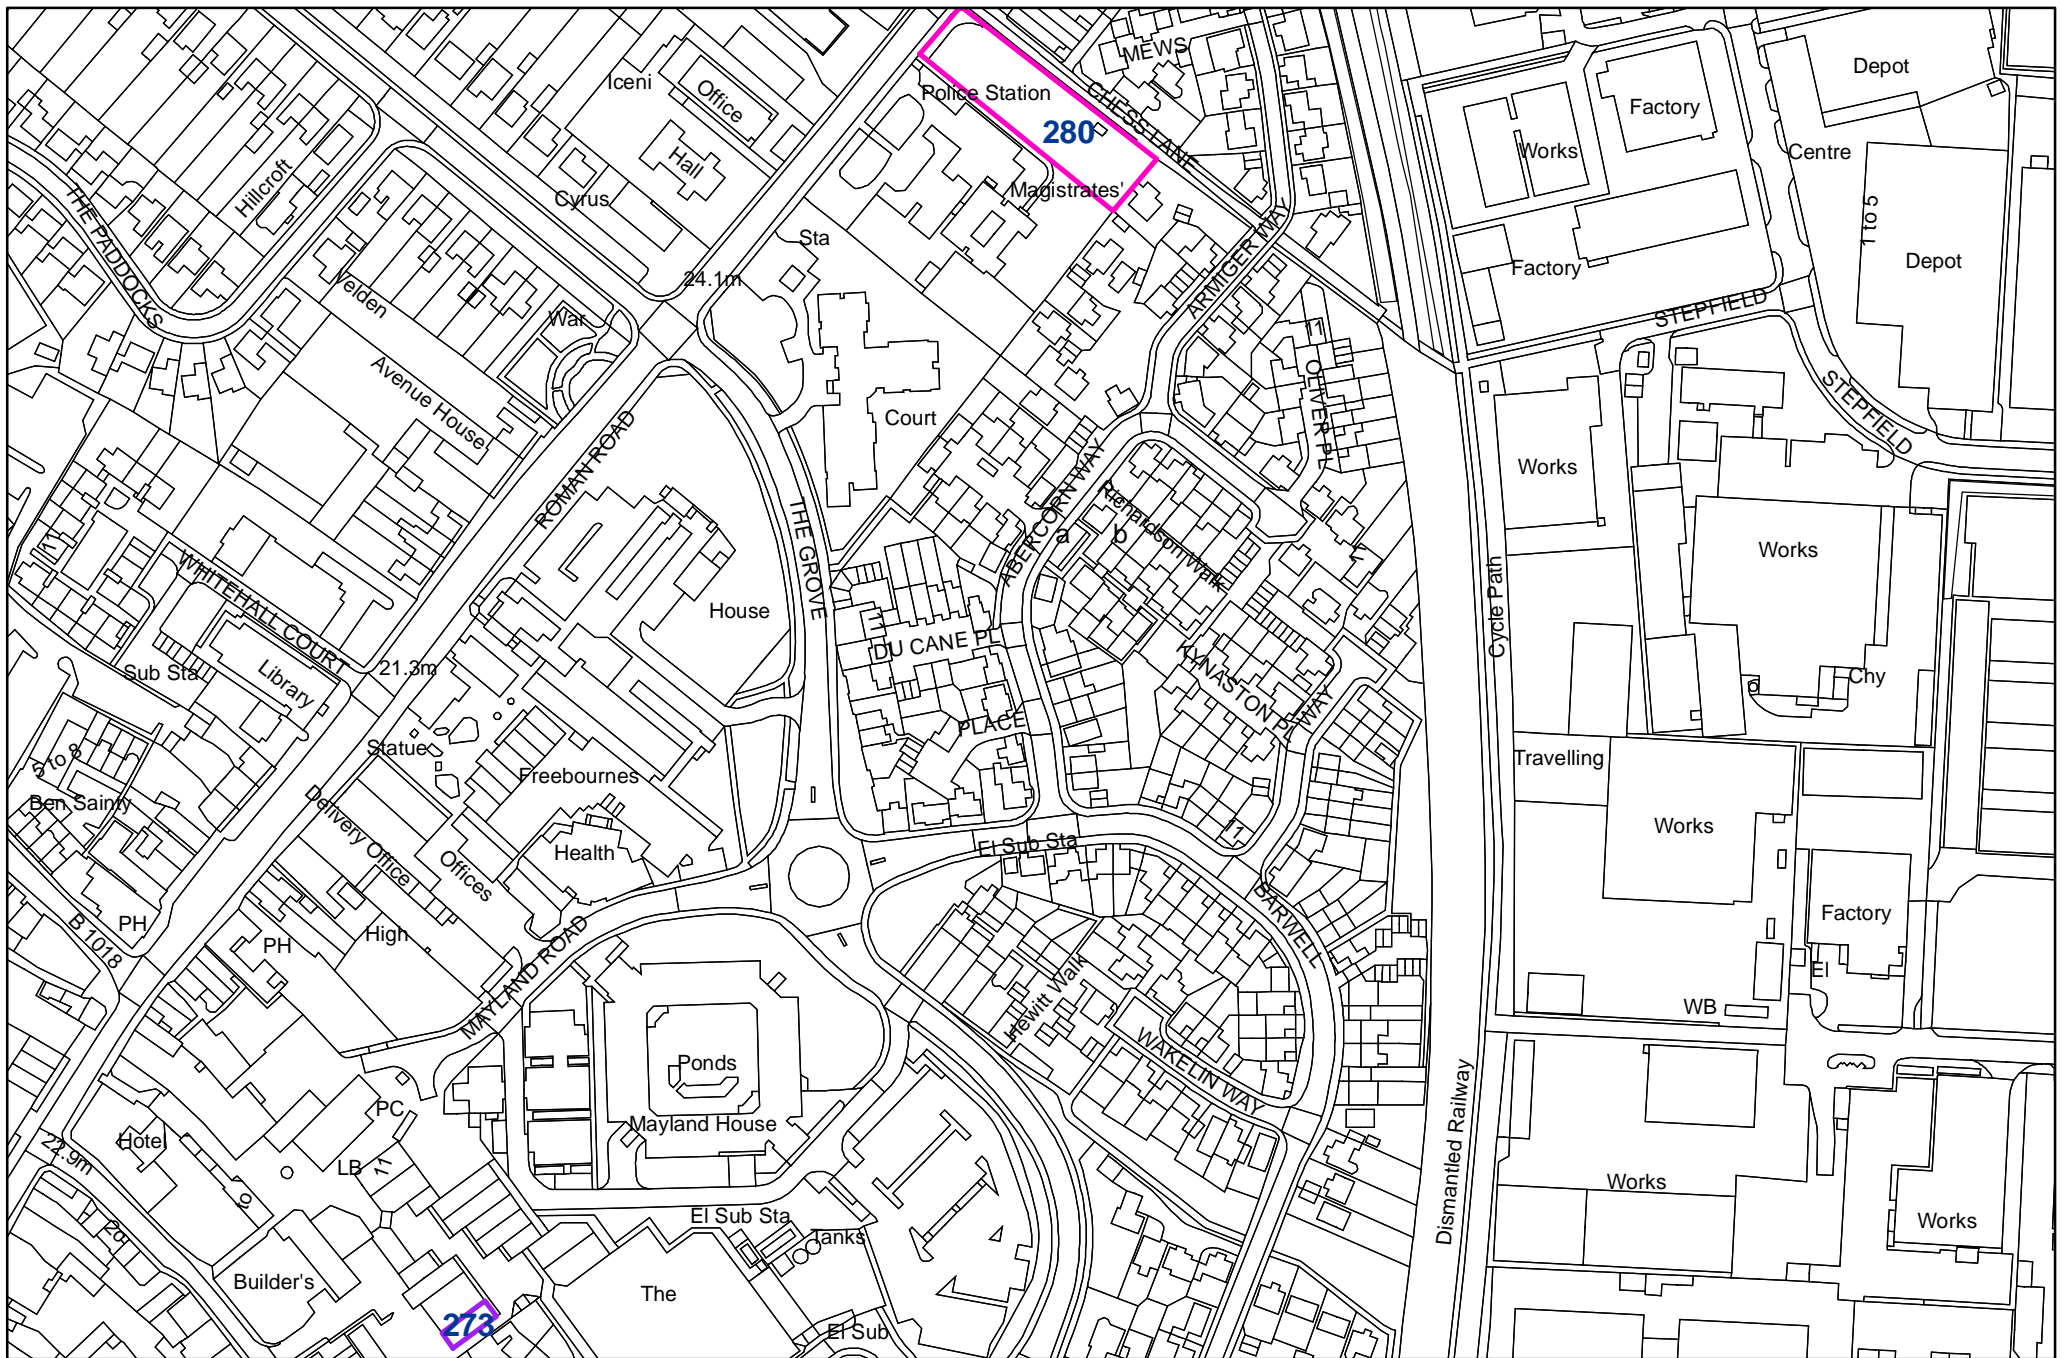 MEWS
Depot
Iceni
Office
Police Station
CHESS LANE
280
Factory
Works
Centre
Hall
Hillcroft
Cyrus
Magistrates'
THE PADDOCKS
1 to 5
Sta
ARMIGER WAY
Factory
Depot
24.1m
Velden
War
11
STEPFIELD
Avenue House
OLIVER PL
STEPFIELD
Court
ROMAN ROAD
Works
ABERCORN WAY
Richardson Walk
THE GROVE
a
b
11
Works
17
WHITEHALL COURT
Cycle Path
House
11
DU CANE PL
Library
21.3m
Sub Sta
KYNASTON PL
WAY
Chy
PLACE
Statue
5 to 8
Freebournes
Travelling
Ben Sainty
Delivery Office
Works
11
El Sub Sta
Health
Offices
BARWELL
PH
B 1018
PH
High
Factory
MAYLAND ROAD
Hewitt Walk
El
WB
Ponds
WAKELIN WAY
PC
Mayland House
Hotel
22.9m
LB
11
Dismantled Railway
Works
9
26
El Sub Sta
Tanks
Works
Builder's
The
273
El Sub